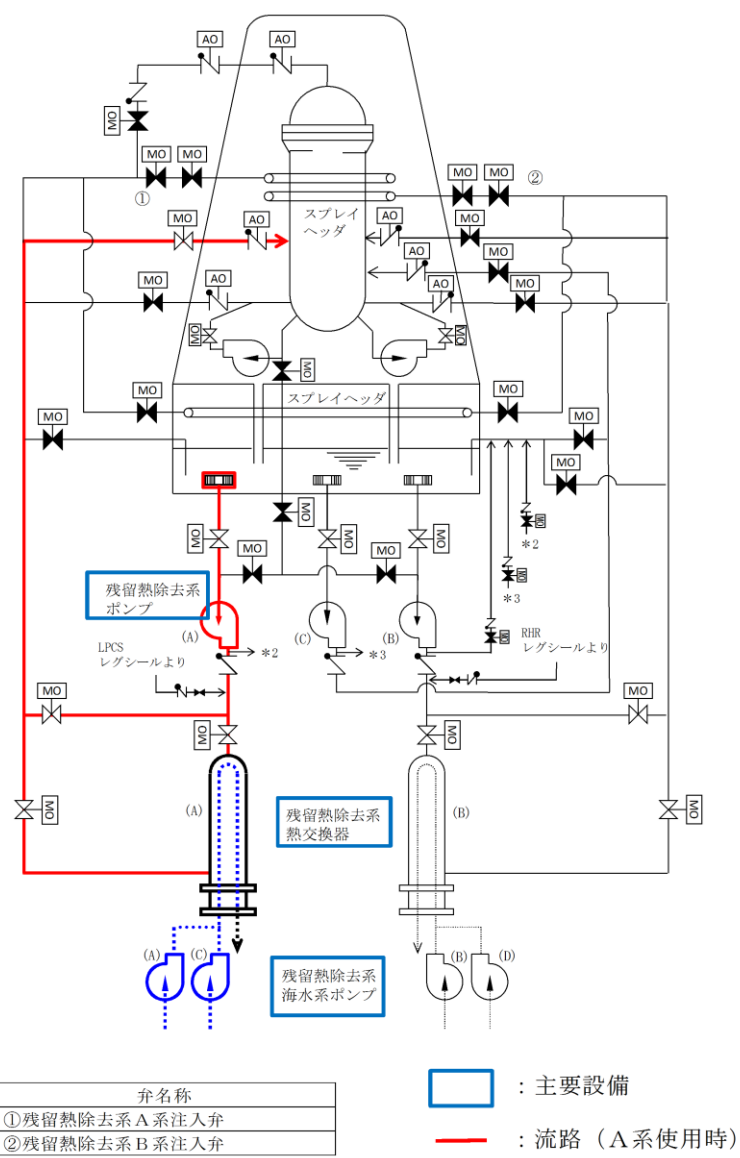 AO
AO
MO
MO
MO
①
MO
MO
②
スプレイ
ヘッダ
MO
AO
AO
MO
AO
MO
MO
AO
AO
MO
MO
MO
MO
MO
スプレイヘッダ
MO
MO
MO
MO
MO
MO
MO
MO
MO
MO
＊2
MO
MO
MO
＊3
残留熱除去系
ポンプ
(A)
(C)
(B)
MO
RHR
レグシールより
LPCS
レグシールより
＊2
＊3
MO
MO
MO
MO
MO
MO
(A)
残留熱除去系
熱交換器
(B)
(A)
(C)
残留熱除去系
海水系ポンプ
(B)
(D)
弁名称
①残留熱除去系Ａ系注入弁
②残留熱除去系Ｂ系注入弁
：主要設備
：流路（Ａ系使用時）